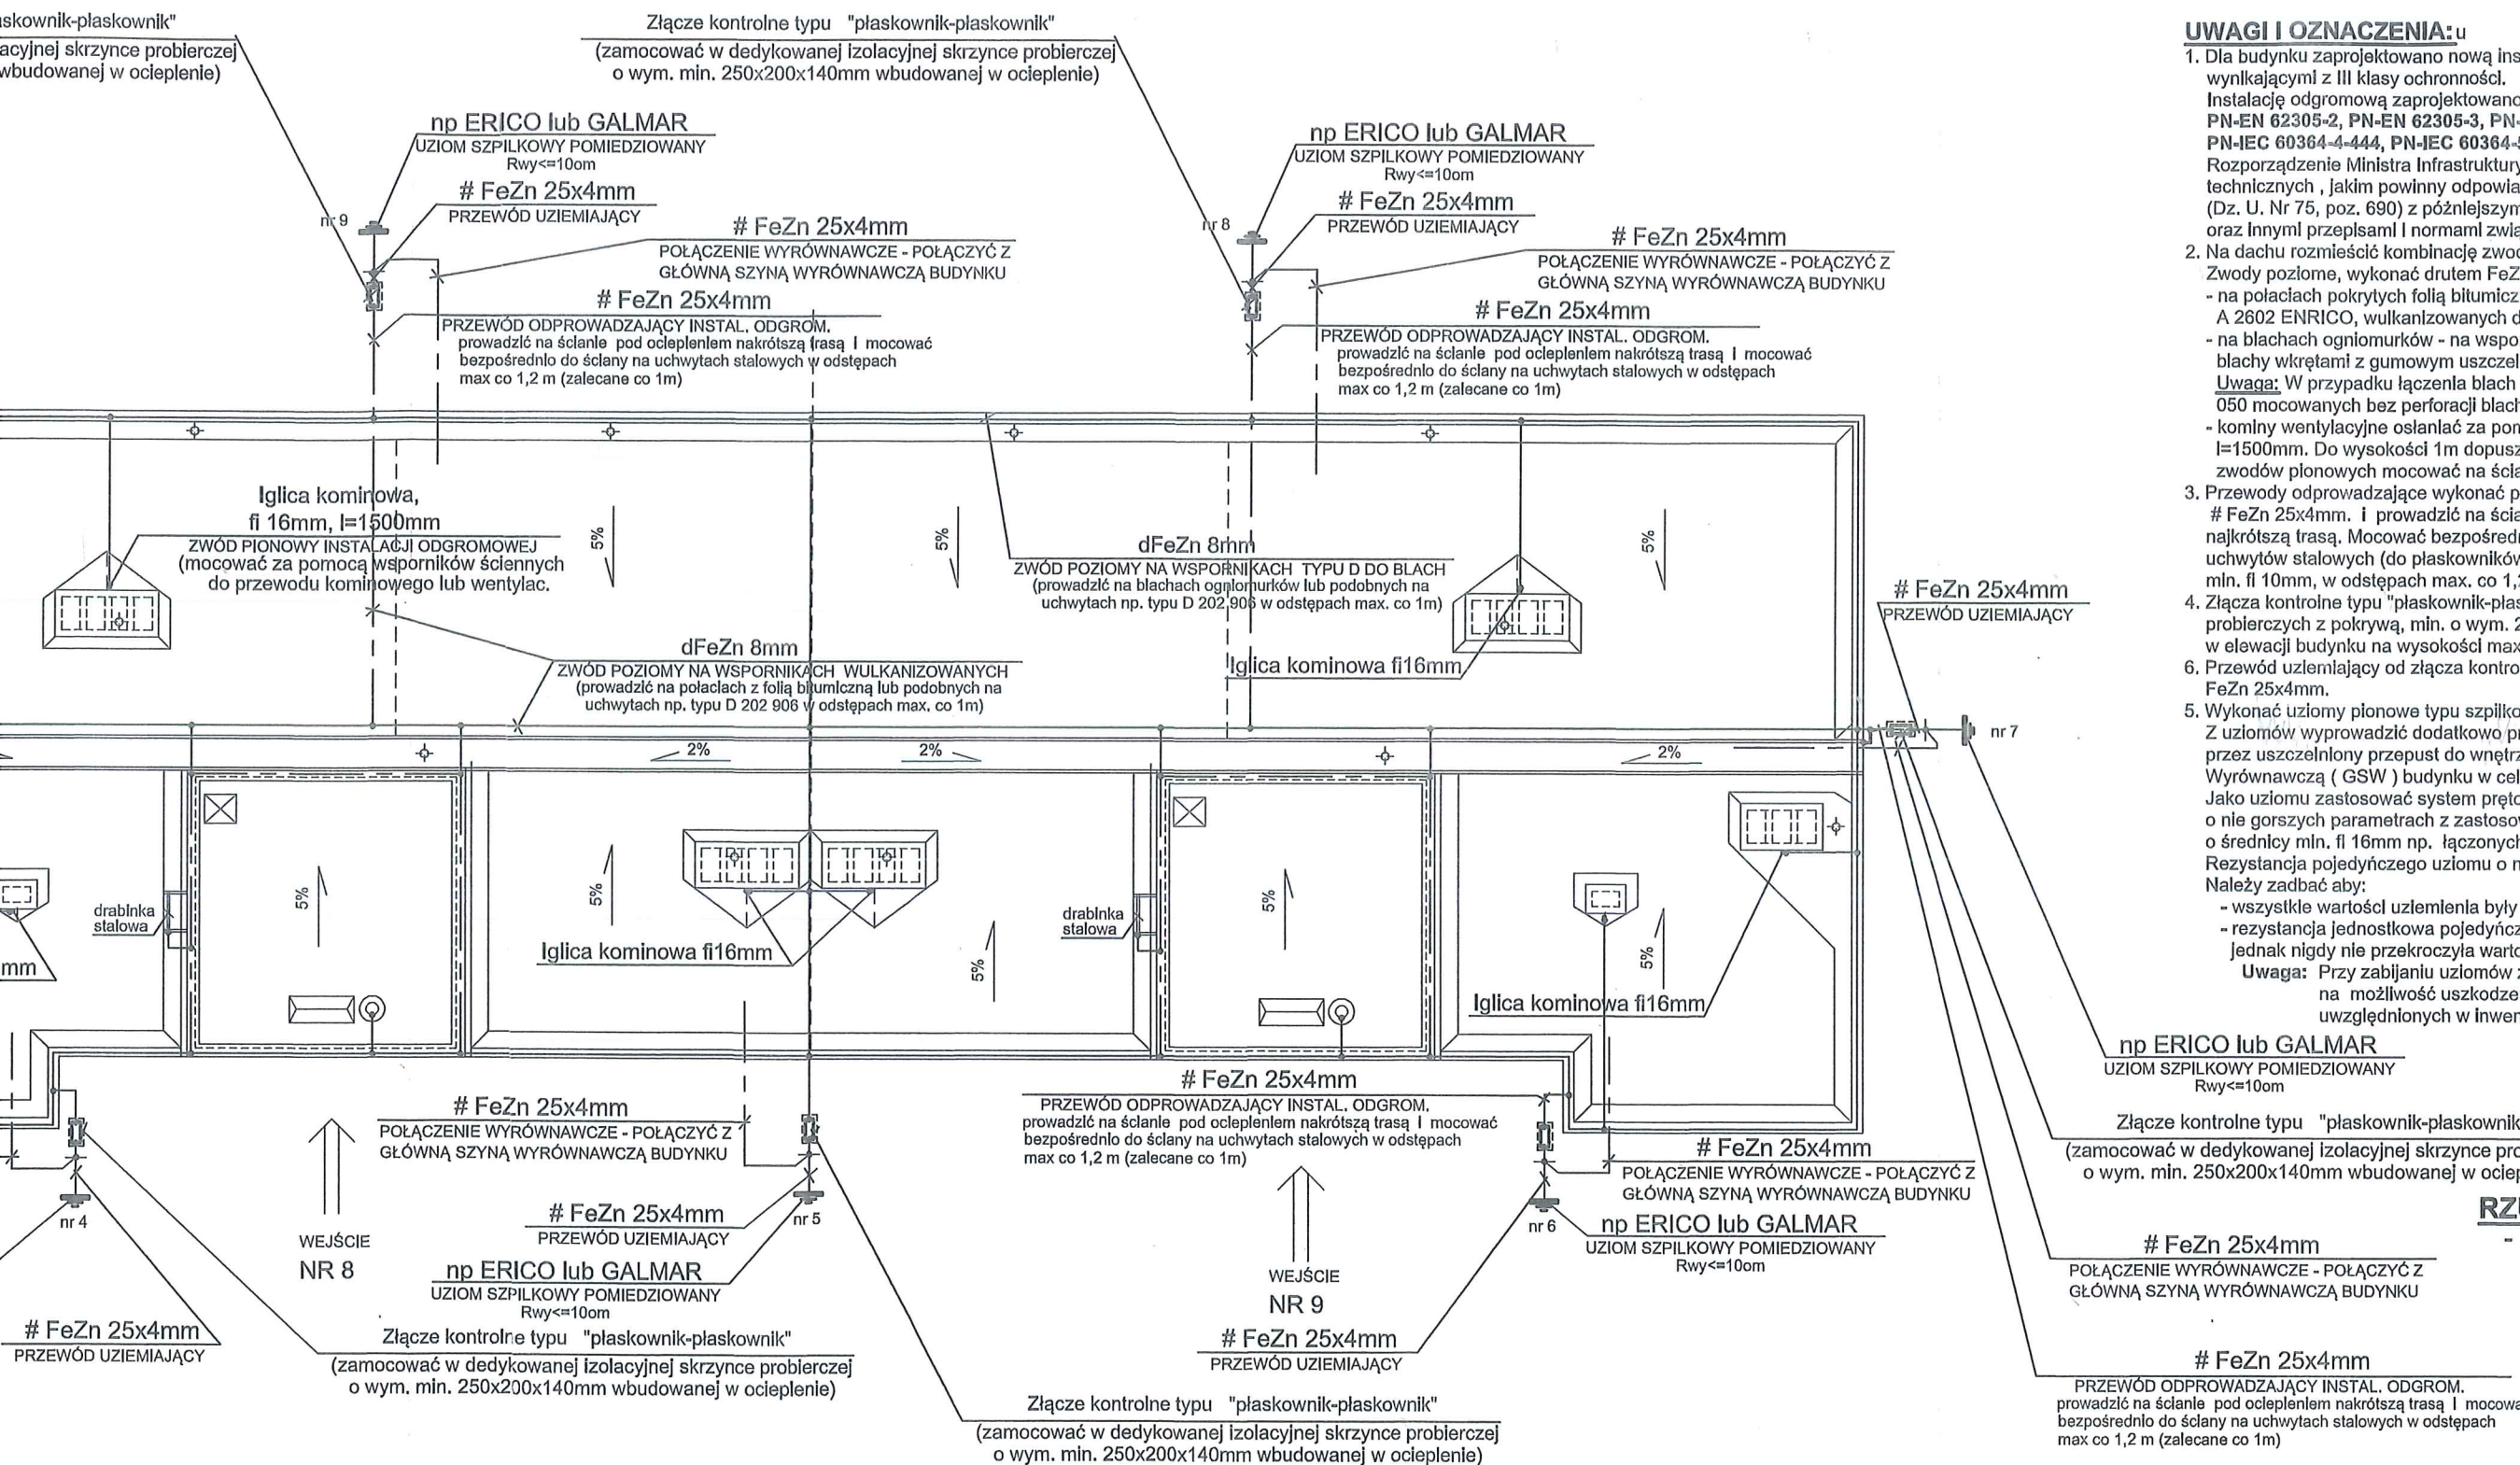 skownik-płaskownik"
acyjnej skrzynce probierczej
wbudowanej w ocieplenie)
Złącze kontrolne typu "płaskownik-płaskownik"
(zamocować w dedykowanej izolacyjnej skrzynce probierczej
o wym. min. 250x200x140mm wbudowanej w ocieplenie)
np ERICO lub GALMAR
UZIOM SZPILKOWY POMIEDZIOWANY
Rwy<=10om
# FeZn 25x4mm
PRZEWÓD UZIEMIAJĄCY
nr 9
# FeZn 25x4mm
POŁĄCZENIE WYRÓWNAWCZE - POŁĄCZYĆ Z
GŁÓWNĄ SZYNĄ WYRÓWNAWCZĄ BUDYNKU
# FeZn 25x4mm
PRZEWÓD ODPROWADZAJĄCY INSTAL. ODGROM.
prowadzić na ścianie pod ociepleniem nakrótszą trasą i mocować
bezpośrednio do ściany na uchwytach stalowych w odstępach
max co 1,2 m (zalecane co 1m)
np ERICO lub GALMAR
UZIOM SZPILKOWY POMIEDZIOWANY
Rwy<=10om
# FeZn 25x4mm
PRZEWÓD UZIEMIAJĄCY
nr 8
# FeZn 25x4mm
POŁĄCZENIE WYRÓWNAWCZE - POŁĄCZYĆ Z
GŁÓWNĄ SZYNĄ WYRÓWNAWCZĄ BUDYNKU
# FeZn 25x4mm
PRZEWÓD ODPROWADZAJĄCY INSTAL. ODGROM.
prowadzić na ścianie pod ociepleniem nakrótszą trasą i mocować
bezpośrednio do ściany na uchwytach stalowych w odstępach
max co 1,2 m (zalecane co 1m)
Iglica kominowa,
fi 16mm, l=1500mm
ZWÓD PIONOWY INSTALACJI ODGROMOWEJ
(mocować za pomocą wsporników ściennych
do przewodu kominowego lub wentylac.
5%
5%
5%
dFeZn 8mm
ZWÓD POZIOMY NA WSPORNIKACH TYPU D DO BLACH
(prowadzić na blachach ogniomurków lub podobnych na
uchwytach np. typu D 202 906 w odstępach max. co 1m)
dFeZn 8mm
ZWÓD POZIOMY NA WSPORNIKACH WULKANIZOWANYCH
(prowadzić na połaciach z folią bitumiczną lub podobnych na
uchwytach np. typu D 202 906 w odstępach max. co 1m)
Iglica kominowa fi16mm
# FeZn 25x4mm
PRZEWÓD UZIEMIAJĄCY
nr 7
2%
2%
2%
5%
5%
5%
5%
5%
drabinka
stalowa
drabinka
stalowa
mm
Iglica kominowa fi16mm
Iglica kominowa fi16mm
# FeZn 25x4mm
POŁĄCZENIE WYRÓWNAWCZE - POŁĄCZYĆ Z
GŁÓWNĄ SZYNĄ WYRÓWNAWCZĄ BUDYNKU
# FeZn 25x4mm
PRZEWÓD ODPROWADZAJĄCY INSTAL. ODGROM.
prowadzić na ścianie pod ociepleniem nakrótszą trasą i mocować
bezpośrednio do ściany na uchwytach stalowych w odstępach
max co 1,2 m (zalecane co 1m)
# FeZn 25x4mm
POŁĄCZENIE WYRÓWNAWCZE - POŁĄCZYĆ Z
GŁÓWNĄ SZYNĄ WYRÓWNAWCZĄ BUDYNKU
nr 4
WEJŚCIE
NR 8
# FeZn 25x4mm
PRZEWÓD UZIEMIAJĄCY
nr 5
np ERICO lub GALMAR
UZIOM SZPILKOWY POMIEDZIOWANY
Rwy<=10om
WEJŚCIE
NR 9
nr 6
np ERICO lub GALMAR
UZIOM SZPILKOWY POMIEDZIOWANY
Rwy<=10om
# FeZn 25x4mm
PRZEWÓD UZIEMIAJĄCY
Złącze kontrolne typu "płaskownik-płaskownik"
(zamocować w dedykowanej izolacyjnej skrzynce probierczej
o wym. min. 250x200x140mm wbudowanej w ocieplenie)
# FeZn 25x4mm
PRZEWÓD UZIEMIAJĄCY
Złącze kontrolne typu "płaskownik-płaskownik"
(zamocować w dedykowanej izolacyjnej skrzynce probierczej
o wym. min. 250x200x140mm wbudowanej w ocieplenie)
UWAGI I OZNACZENIA:u
1. Dla budynku zaprojektowano nową ins
wynikającymi z III klasy ochronności.
Instalację odgromową zaprojektowano
PN-EN 62305-2, PN-EN 62305-3, PN-
PN-IEC 60364-4-444, PN-IEC 60364-
Rozporządzenie Ministra Infrastruktury
technicznych , jakim powinny odpowia
(Dz. U. Nr 75, poz. 690) z późniejszym
oraz innymi przepisami i normami zwią
2. Na dachu rozmieścić kombinację zwod
Zwody poziome, wykonać drutem FeZ
- na połaciach pokrytych folią bitumicz
A 2602 ENRICO, wulkanizowanych d
- na blachach ogniomurków - na wspo
blachy wkrętami z gumowym uszczel
Uwaga: W przypadku łączenia blach
050 mocowanych bez perforacji blach
- kominy wentylacyjne osłaniać za pom
l=1500mm. Do wysokości 1m dopusz
zwodów pionowych mocować na ścia
3. Przewody odprowadzające wykonać p
# FeZn 25x4mm. i prowadzić na ścia
najkrótszą trasą. Mocować bezpośredn
uchwytów stalowych (do płaskowników
min. fi 10mm, w odstępach max. co 1,
4. Złącza kontrolne typu "płaskownik-płas
probierczych z pokrywą, min. o wym. 2
w elewacji budynku na wysokości max
6. Przewód uziemiający od złącza kontro
FeZn 25x4mm.
5. Wykonać uziomy pionowe typu szpilko
Z uziomów wyprowadzić dodatkowo pr
przez uszczelniony przepust do wnętrz
Wyrównawczą ( GSW ) budynku w cel
Jako uziomu zastosować system pręto
o nie gorszych parametrach z zastosow
o średnicy min. fi 16mm np. łączonych
Rezystancja pojedyńczego uziomu o n
Należy zadbać aby:
- wszystkie wartości uziemienia były
- rezystancja jednostkowa pojedyńcz
jednak nigdy nie przekroczyła warto
Uwaga: Przy zabijaniu uziomów z
na możliwość uszkodze
uwzględnionych w inwen
np ERICO lub GALMAR
UZIOM SZPILKOWY POMIEDZIOWANY
Rwy<=10om
Złącze kontrolne typu "płaskownik-płaskownik
(zamocować w dedykowanej izolacyjnej skrzynce pro
o wym. min. 250x200x140mm wbudowanej w ociep
RZ
-
# FeZn 25x4mm
POŁĄCZENIE WYRÓWNAWCZE - POŁĄCZYĆ Z
GŁÓWNĄ SZYNĄ WYRÓWNAWCZĄ BUDYNKU
# FeZn 25x4mm
PRZEWÓD ODPROWADZAJĄCY INSTAL. ODGROM.
prowadzić na ścianie pod ociepleniem nakrótszą trasą i mocowa
bezpośrednio do ściany na uchwytach stalowych w odstępach
max co 1,2 m (zalecane co 1m)